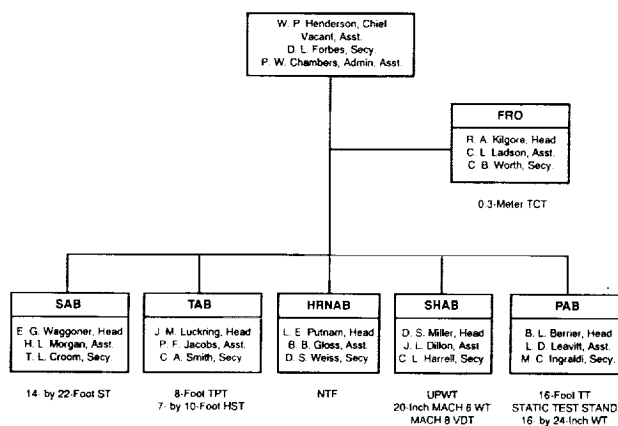 W. P. Henderson, Chief
Vacant, Asst.
D. L. Forbes, Secy.
P. W. Chambers, Admin. Asst.
FRO
R. A. Kilgore, Head
C. L. Ladson, Asst.
C. B. Worth, Secy.
0.3-Meter TCT
SAB
E. G. Waggoner, Head
H. L. Morgan, Asst.
T. L. Croom, Secy.
14- by 22-Foot ST
TAB
J. M. Luckring, Head
P. F. Jacobs, Asst.
C. A. Smith, Secy
8-Foot TPT
7- by 10-Foot HST
HRNAB
L. E. Putnam, Head
B. B. Gloss, Asst.
D. S. Weiss, Secy.
NTF
SHAB
D. S. Miller, Head
J. L. Dillon, Asst
C. L. Harrell, Secy
UPWT
20-Inch MACH 6 WT
MACH 8 VDT
PAB
B. L. Berrier, Head
L. D. Leavitt, Asst.
M. C. Ingraldi, Secy.
16-Foot TT
STATIC TEST STAND
16- by 24-Inch WT